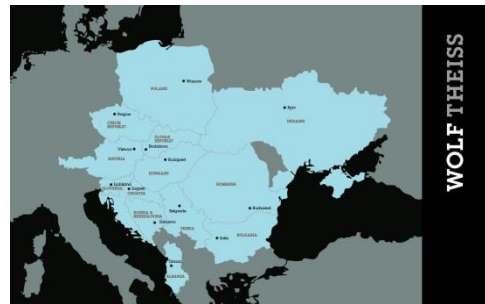 WOLF THEISS
POLAND
Warsaw
Kyiv
UKRAINE
Prague
CZECH
REPUBLIC
SLOVAK
REPUBLIC
Vienna
Bratislava
AUSTRIA
Budapest
HUNGARY
Ljubljana
SLOVENIA
Zagreb
CROATIA
ROMANIA
Belgrade
Bucharest
BOSNIA &
HERZEGOVINA
Sarajevo
SERBIA
Sofia
BULGARIA
Tirana
ALBANIA